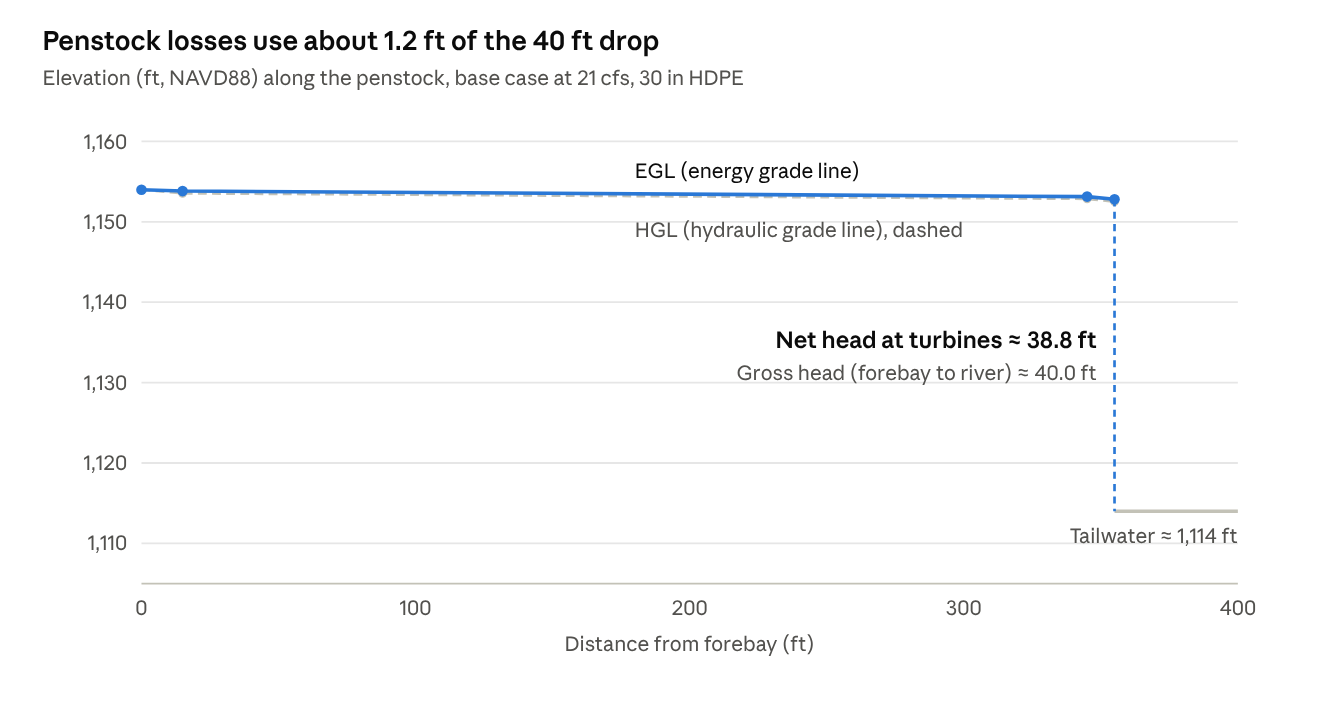 Penstock losses use about 1.2 ft of the 40 ft drop
Elevation (ft, NAVD88) along the penstock, base case at 21 cfs, 30 in HDPE
1,160
EGL (energy grade line)
1,150
HGL (hydraulic grade line), dashed
1,140
Net head at turbines ≈ 38.8 ft
Gross head (forebay to river) ≈ 40.0 ft
1,130
1,120
Tailwater ≈ 1,114 ft
1,110
0 100 200 300 400
Distance from forebay (ft)